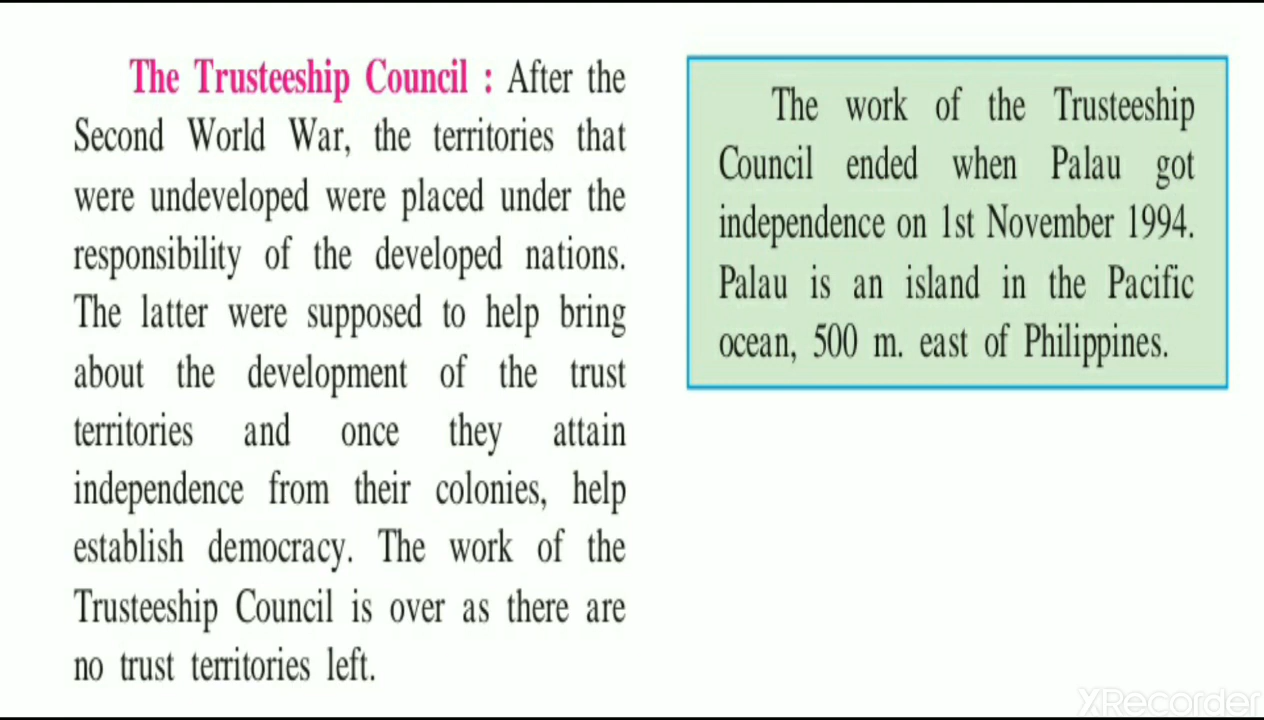 The Trusteeship Council : After the
Second World War, the territories that
were undeveloped were placed under the
responsibility of the developed nations.
The latter were supposed to help bring
about the development of the trust
territories and once they attain
independence from their colonies, help
establish democracy. The work of the
Trusteeship Council is over as there are
no trust territories left.
The work of the Trusteeship
Council ended when Palau got
independence on 1st November 1994.
Palau is an island in the Pacific
ocean, 500 m. east of Philippines.
XRecorder